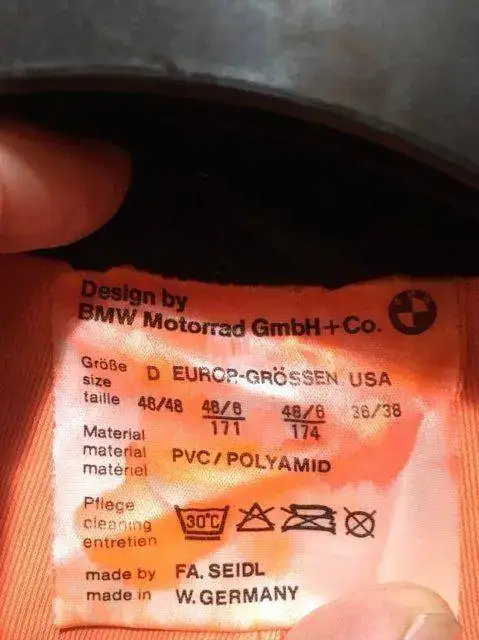 Design by
BMW Motorrad GmbH+Co.
Größe D EUROP-GRÖSSEN USA
size
taille 48/48 48/6 48/6 36/38
171 174
Material
material PVC/POLYAMID
matériel
Pflege
cleaning 30°C
entretien
made by FA. SEIDL
made in W. GERMANY